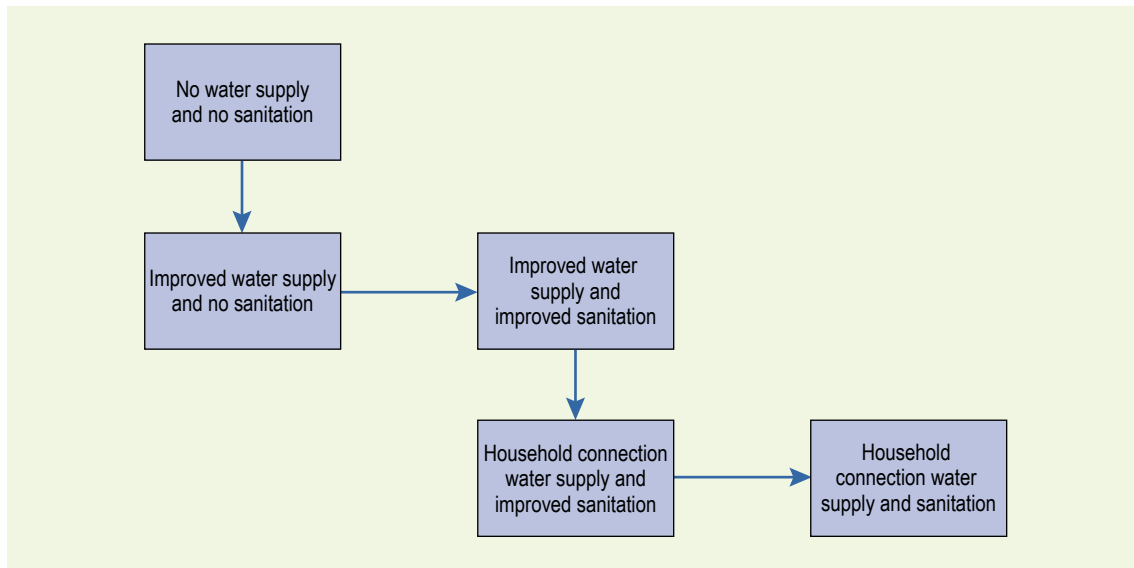 No water supply
and no sanitation
Improved water supply
and no sanitation
Improved water
supply and
improved sanitation
Household connection
water supply and
improved sanitation
Household
connection water
supply and sanitation